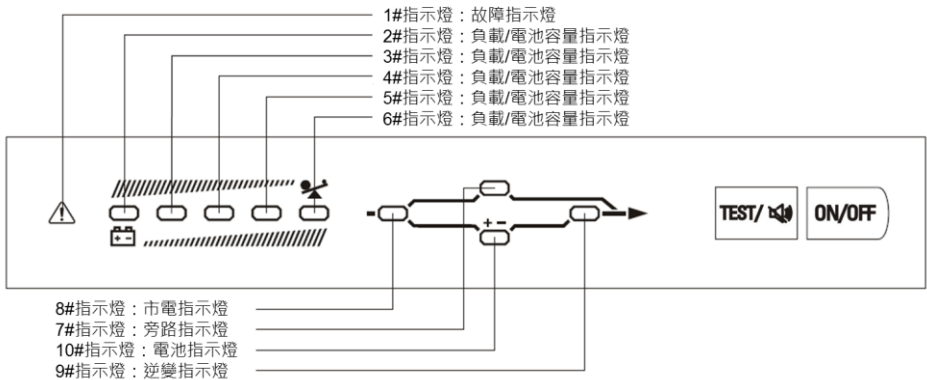 1#指示燈：故障指示燈
2#指示燈：負載/電池容量指示燈
3#指示燈：負載/電池容量指示燈
4#指示燈：負載/電池容量指示燈
5#指示燈：負載/電池容量指示燈
6#指示燈：負載/電池容量指示燈
TEST/ ON/OFF
8#指示燈：市電指示燈
7#指示燈：旁路指示燈
10#指示燈：電池指示燈
9#指示燈：逆變指示燈